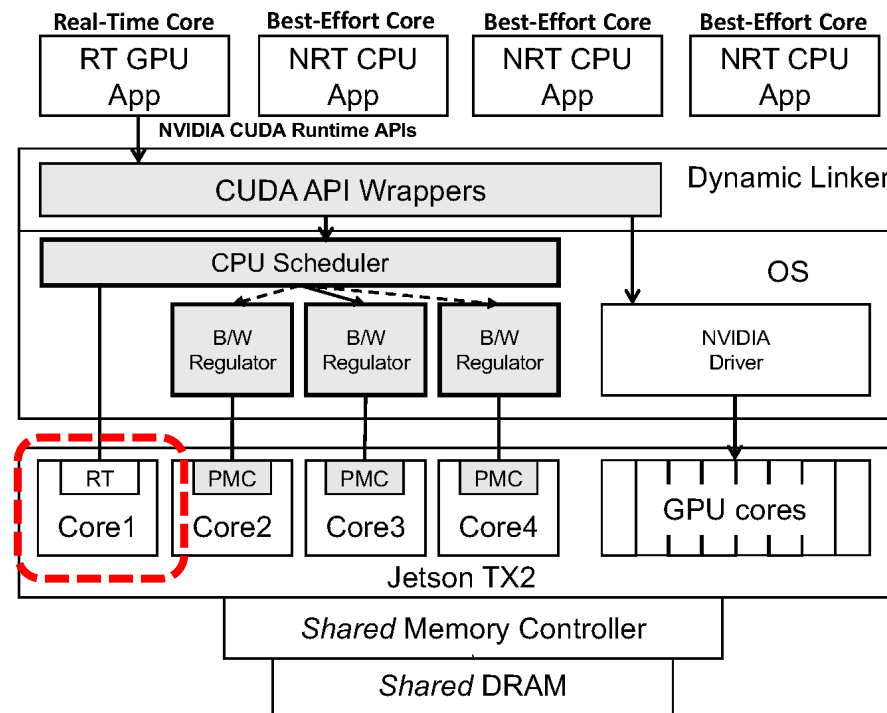 Real-Time Core
Best-Effort Core
Best-Effort Core
Best-Effort Core
RT GPU
App
NRT CPU
App
NRT CPU
App
NRT CPU
App
NVIDIA CUDA Runtime APIs
CUDA API Wrappers
Dynamic Linker
CPU Scheduler
OS
B/W
Regulator
B/W
Regulator
B/W
Regulator
NVIDIA
Driver
RT
Core1
PMC
Core2
PMC
Core3
PMC
Core4
GPU cores
Jetson TX2
Shared Memory Controller
Shared DRAM